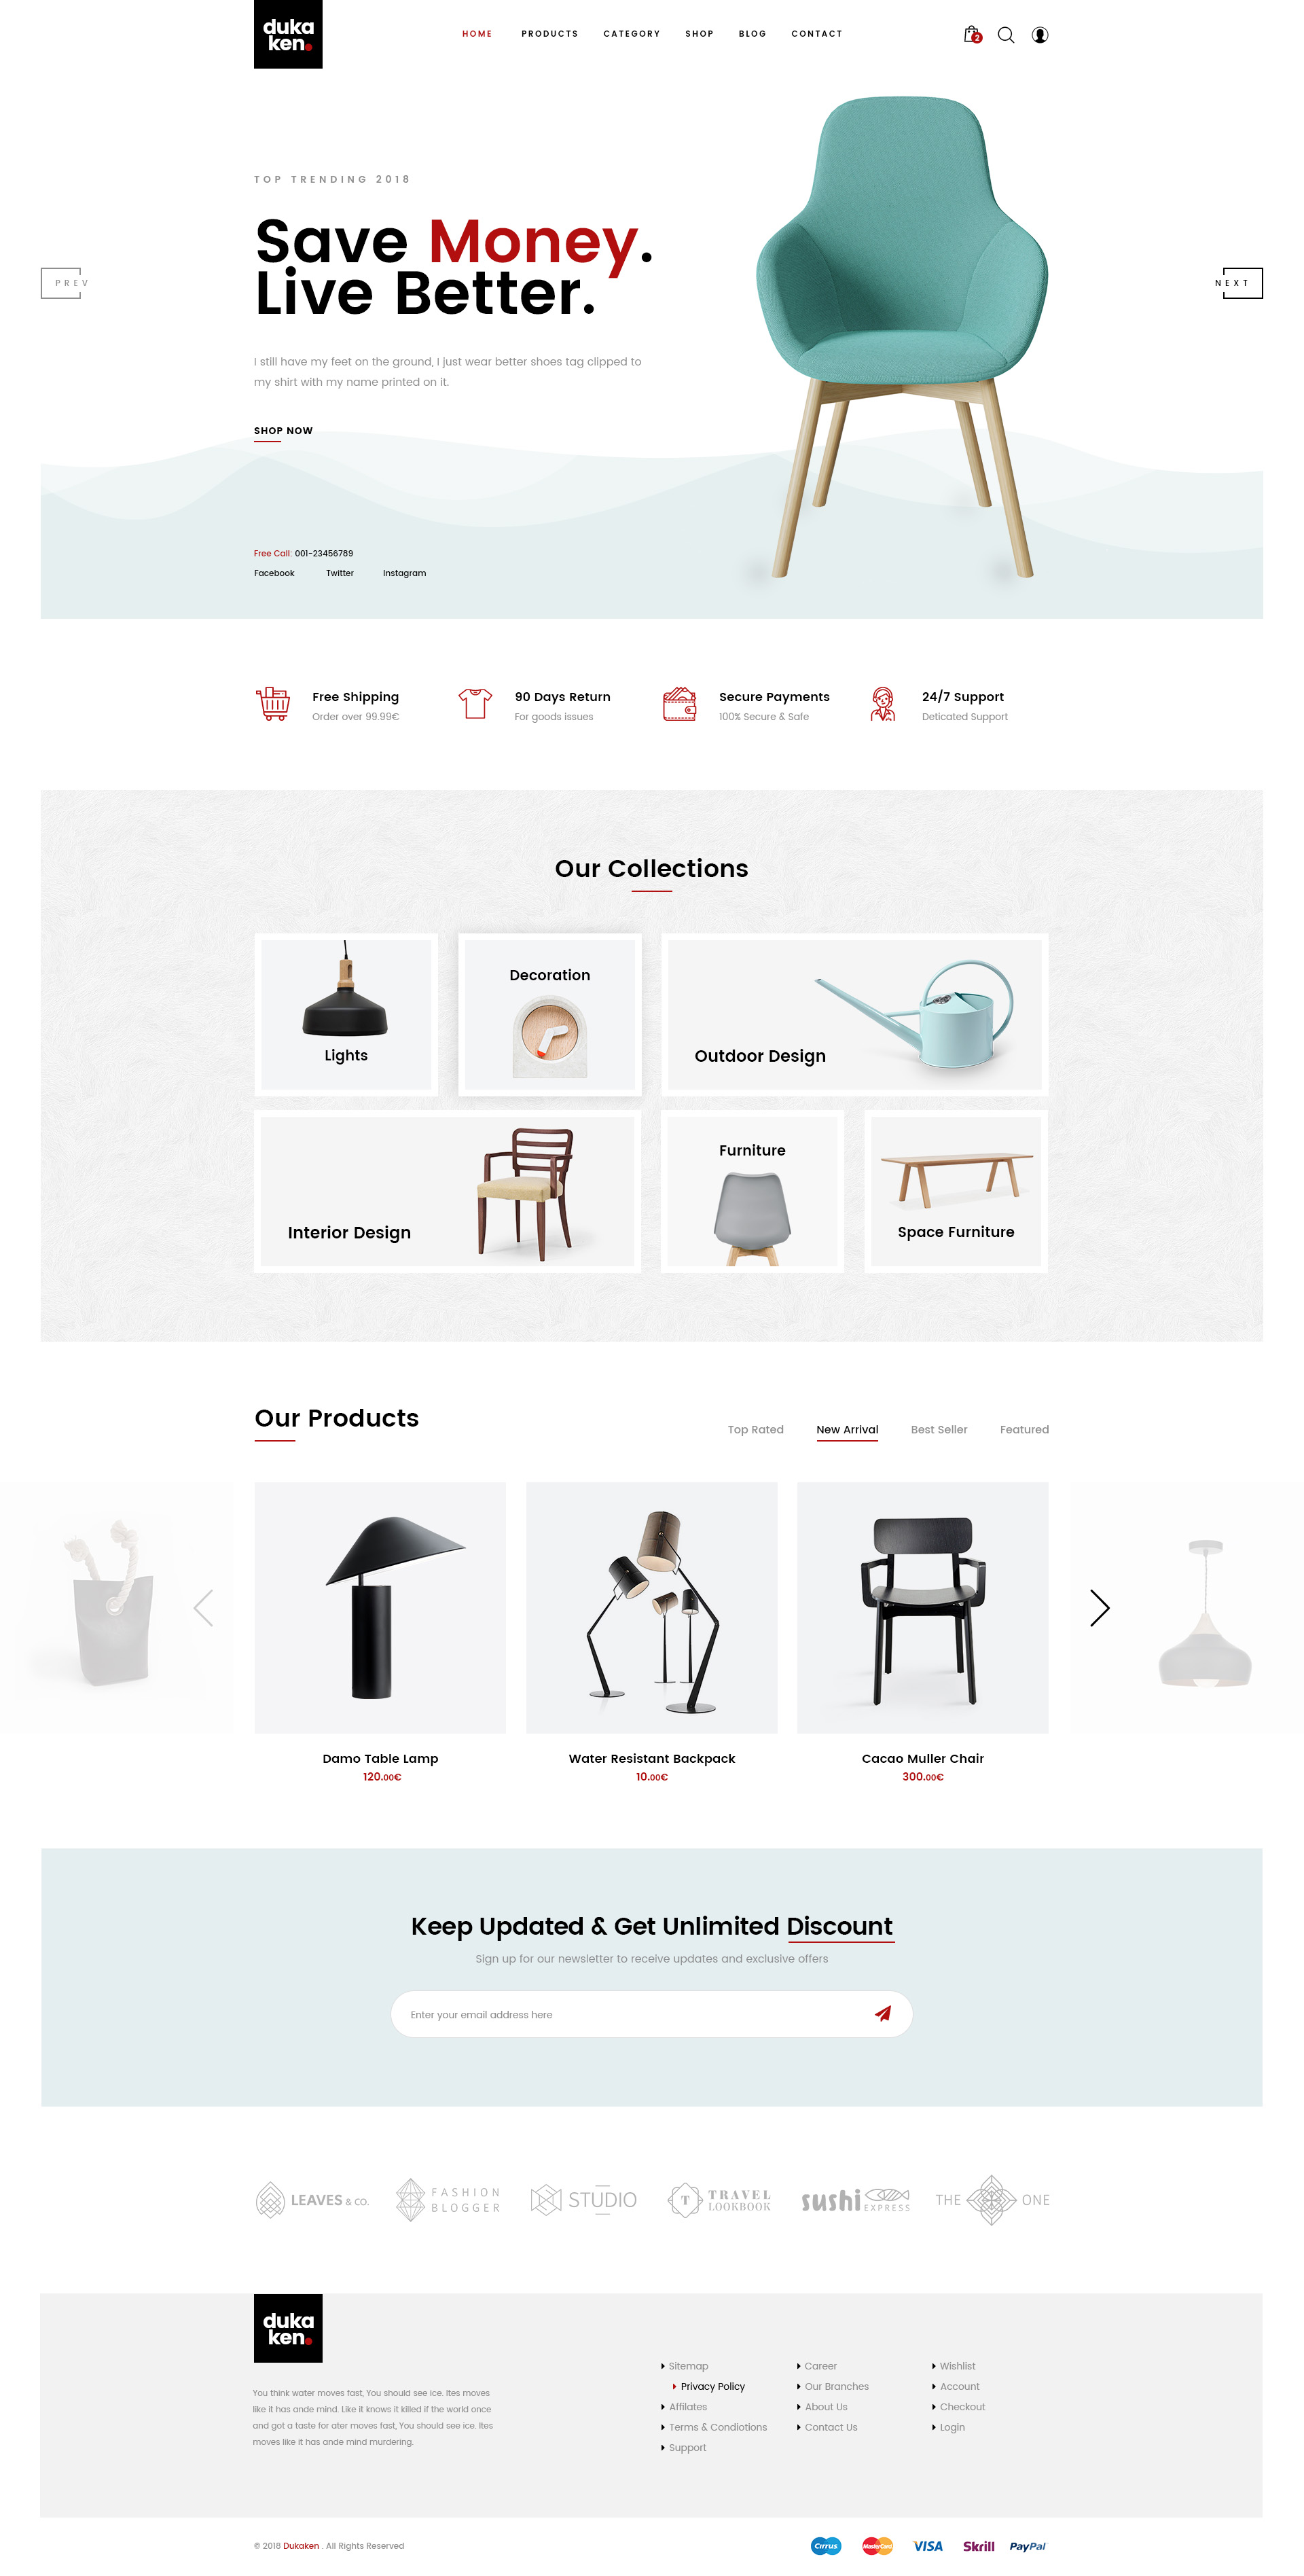 duka
ken.
HOME PRODUCTS CATEGORY SHOP BLOG CONTACT
2
TOP TRENDING 2018
Save Money.
Live Better.
PREV
NEXT
I still have my feet on the ground, I just wear better shoes tag clipped to
my shirt with my name printed on it.
SHOP NOW
Free Call: 001-23456789
Facebook Twitter Instagram
Free Shipping
Order over 99.99€
90 Days Return
For goods issues
Secure Payments
100% Secure & Safe
24/7 Support
Deticated Support
Our Collections
Lights
Decoration
Outdoor Design
Interior Design
Furniture
Space Furniture
Our Products
Top Rated New Arrival Best Seller Featured
Damo Table Lamp
120.00€
Water Resistant Backpack
10.00€
Cacao Muller Chair
300.00€
Keep Updated & Get Unlimited Discount
Sign up for our newsletter to receive updates and exclusive offers
Enter your email address here
LEAVES & CO.
FASHION
BLOGGER
STUDIO
T
TRAVEL
LOOKBOOK
sushi
EXPRESS
THE ONE
duka
ken.
You think water moves fast, You should see ice. Ites moves
like it has ande mind. Like it knows it killed if the world once
and got a taste for ater moves fast, You should see ice. Ites
moves like it has ande mind murdering.
Sitemap
Privacy Policy
Affilates
Terms & Condiotions
Support
Career
Our Branches
About Us
Contact Us
Wishlist
Account
Checkout
Login
© 2018 Dukaken . All Rights Reserved
Cirrus MasterCard VISA Skrill PayPal